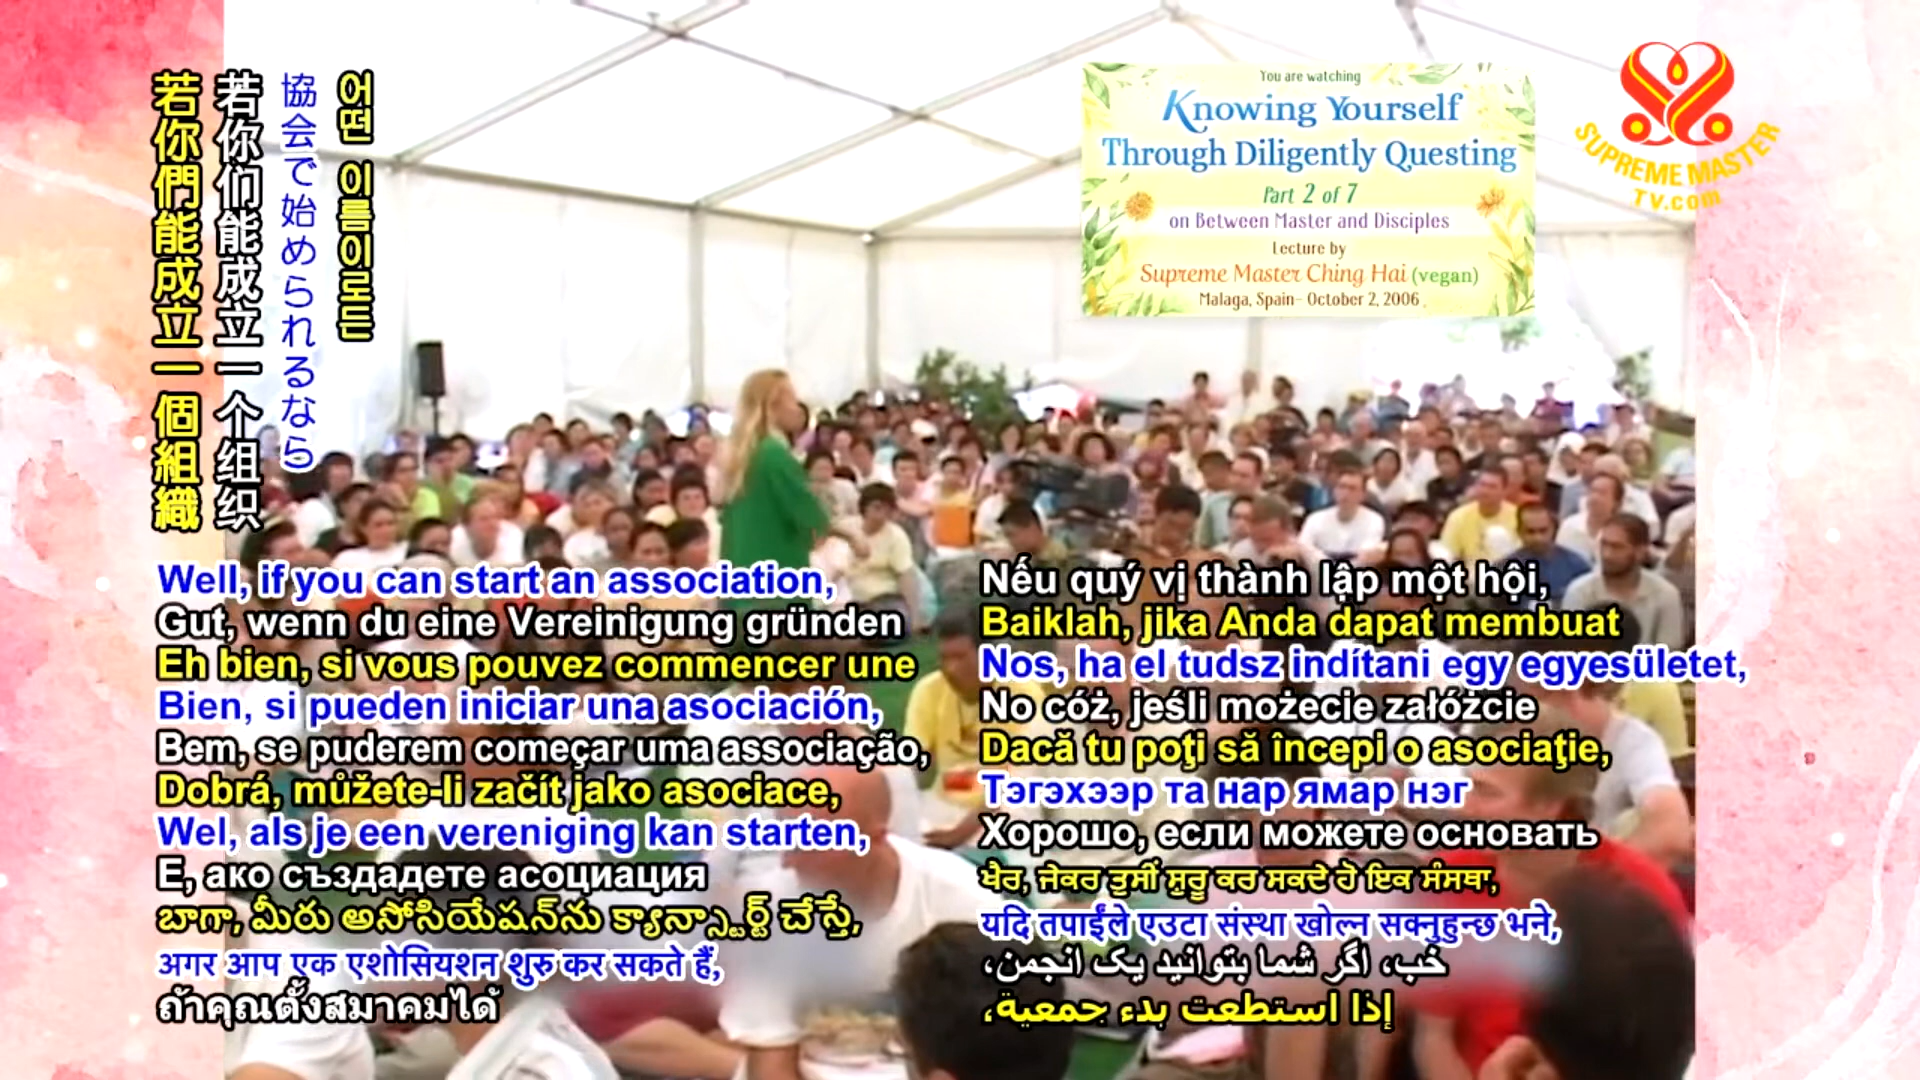 若你們能成立一個組織
若你们能成立一个组织
協会で始められるなら
어떤 이름이로든
You are watching
Knowing Yourself
Through Diligently Questing
Part 2 of 7
on Between Master and Disciples
Lecture by
Supreme Master Ching Hai (vegan)
Malaga, Spain- October 2, 2006
SUPREME MASTER
TV.com
Well, if you can start an association,
Gut, wenn du eine Vereinigung gründen
Eh bien, si vous pouvez commencer une
Bien, si pueden iniciar una asociación,
Bem, se puderem começar uma associação,
Dobrá, můžete-li začít jako asociace,
Wel, als je een vereniging kan starten,
Е, ако създадете асоциация
బాగా, మీరు అసోసియేషన్‌ను క్యాన్స్టార్ట్ చేస్తే,
अगर आप एक एशोसियशन शुरु कर सकते हैं,
ถ้าคุณตั้งสมาคมได้
Nếu quý vị thành lập một hội,
Baiklah, jika Anda dapat membuat
Nos, ha el tudsz indítani egy egyesületet,
No cóż, jeśli możecie załóżcie
Dacă tu poţi să începi o asociaţie,
Тэгэхээр та нар ямар нэг
Хорошо, если можете основать
ਖੈਰ, ਜੇਕਰ ਤੁਸੀਂ ਸ਼ੁਰੂ ਕਰ ਸਕਦੇ ਹੋ ਇਕ ਸੰਸਥਾ,
यदि तपाईंले एउटा संस्था खोल्न सक्नुहुन्छ भने,
خب، اگر شما بتوانید یک انجمن،
إذا استطعت بدء جمعية،